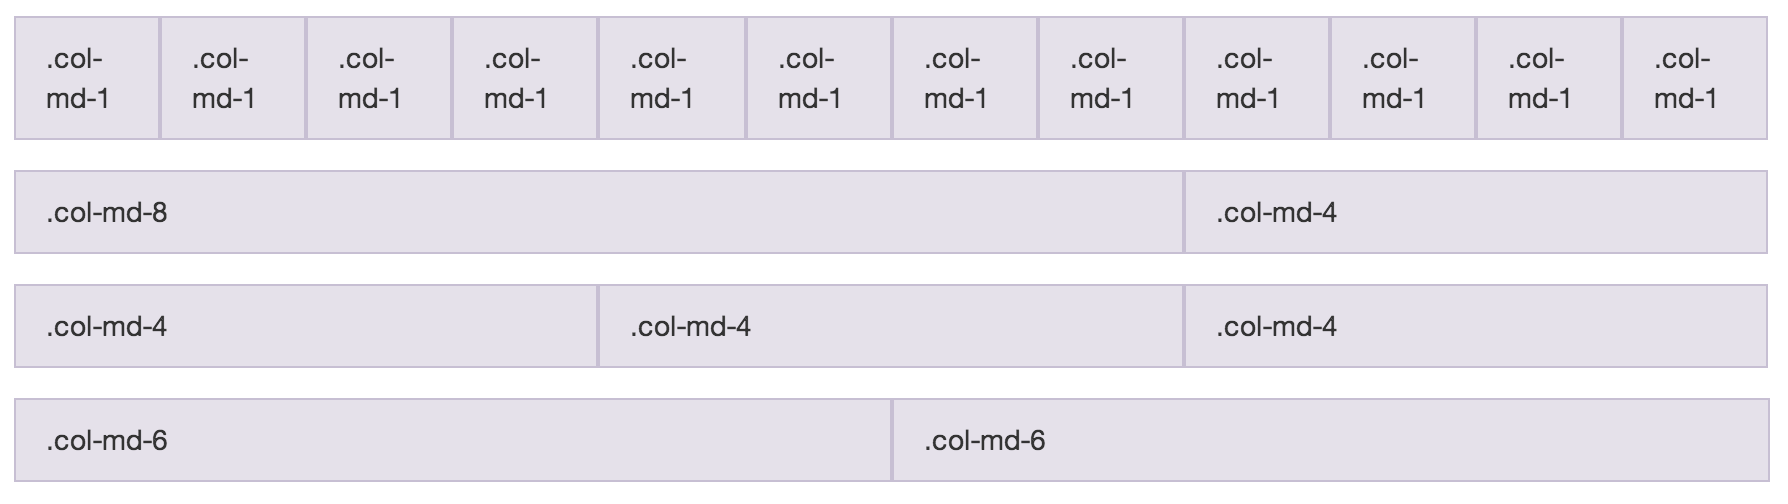 .col- .col- .col- .col- .col- .col- .col- .col- .col- .col- .col- .col-
md-1 md-1 md-1 md-1 md-1 md-1 md-1 md-1 md-1 md-1 md-1 md-1
.col-md-8 .col-md-4
.col-md-4 .col-md-4 .col-md-4
.col-md-6 .col-md-6